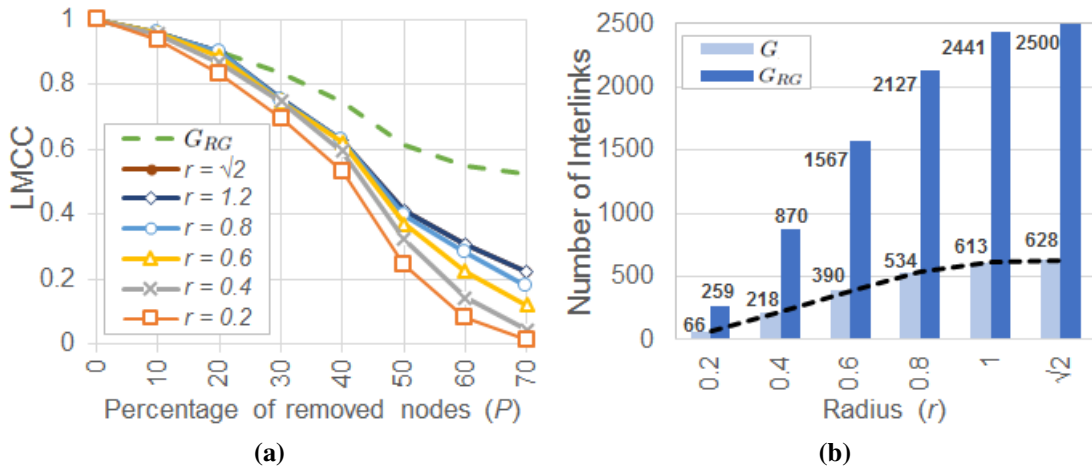 1
0.8
0.6
0.4
0.2
0
LMCC
G_RG
r = √2
r = 1.2
r = 0.8
r = 0.6
r = 0.4
r = 0.2
0 10 20 30 40 50 60 70
Percentage of removed nodes (P)
(a)
2500
2000
1500
1000
500
0
Number of Interlinks
G
G_RG
66 259 218 870 390 1567 534 2127 613 2441 628 2500
0.2 0.4 0.6 0.8 1 √2
Radius (r)
(b)